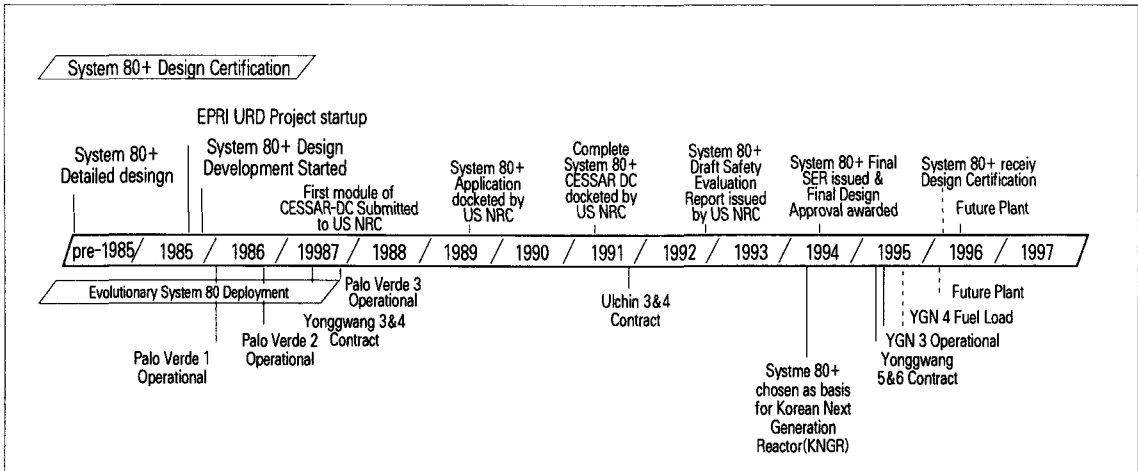 System 80+ Design Certification
EPRI URD Project startup
System 80+
Detailed desingn
System 80+ Design
Development Started
First module of
CESSAR-DC Submitted
to US NRC
System 80+
Application
docketed by
US NRC
Complete
System 80+
CESSAR DC
docketed by
US NRC
System 80+
Draft Safety
Evaluation
Report issued
by US NRC
System 80+ Final
SER issued &
Final Design
Approval awarded
System 80+ receiy
Design Certification
Future Plant
pre-1985 / 1985 / 1986 / 19987 / 1988 / 1989 / 1990 / 1991 / 1992 / 1993 / 1994 / 1995 / 1996 / 1997
Evolutionary System 80 Deployment
Palo Verde 1
Operational
Palo Verde 2
Operational
Palo Verde 3
Operational
Yonggwang 3&4
Contract
Ulchin 3&4
Contract
Systme 80+
chosen as basis
for Korean Next
Generation
Reactor(KNGR)
Future Plant
YGN 4 Fuel Load
YGN 3 Operational
Yonggwang
5&6 Contract